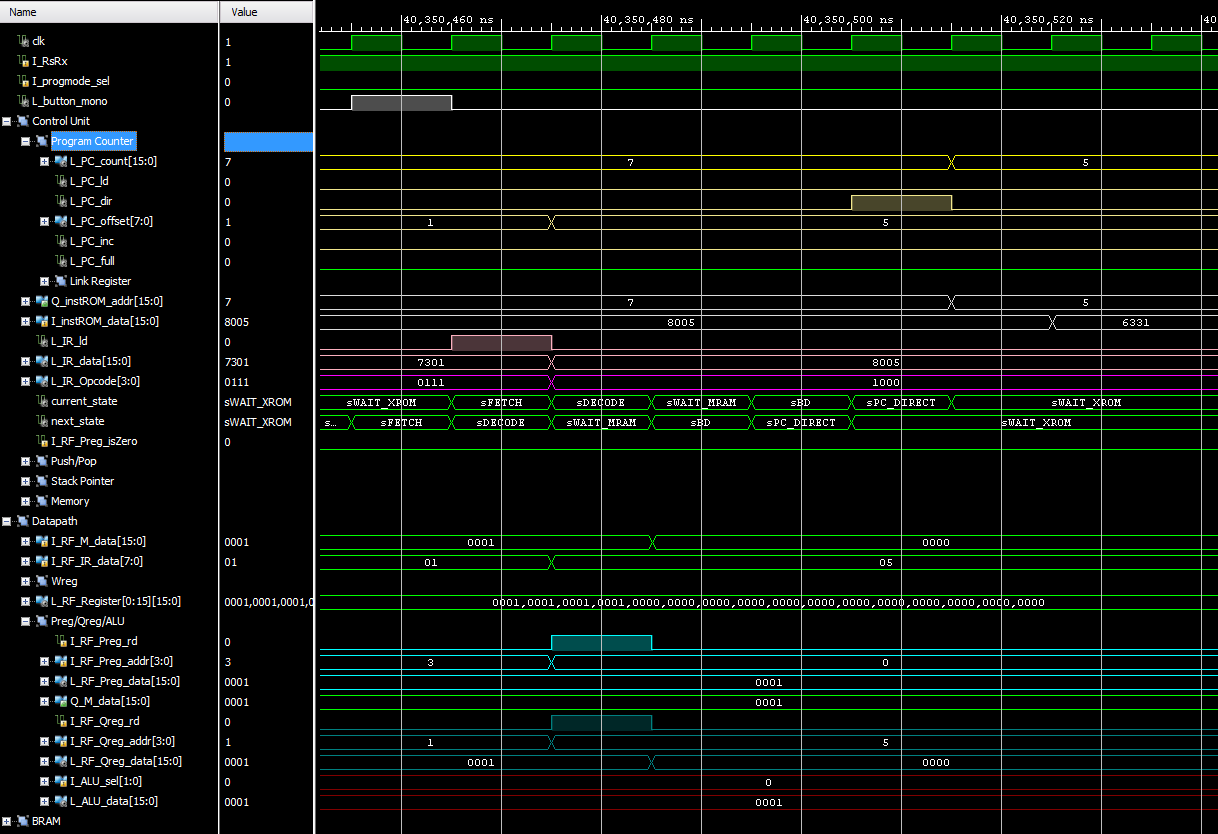 Name Value 40,350,460 ns 40,350,480 ns 40,350,500 ns 40,350,520 ns 40
clk 1
I_RsRx 1
I_progmode_sel 0
L_button_mono 0
Control Unit
Program Counter
L_PC_count[15:0] 7 7 5
L_PC_ld 0
L_PC_dir 0
L_PC_offset[7:0] 1 1 5
L_PC_inc 0
L_PC_full 0
Link Register
Q_instROM_addr[15:0] 7 7 5
I_instROM_data[15:0] 8005 8005 6331
L_IR_ld 0
L_IR_data[15:0] 7301 7301 8005
L_IR_Opcode[3:0] 0111 0111 1000
current_state sWAIT_XROM sWAIT_XROM sFETCH sDECODE sWAIT_MRAM sBD sPC_DIRECT sWAIT_XROM
next_state sWAIT_XROM s... sFETCH sDECODE sWAIT_MRAM sBD sPC_DIRECT sWAIT_XROM
I_RF_Preg_isZero 0
Push/Pop
Stack Pointer
Memory
Datapath
I_RF_M_data[15:0] 0001 0001 0000
I_RF_IR_data[7:0] 01 01 05
Wreg
L_RF_Register[0:15][15:0] 0001,0001,0001,0 0001,0001,0001,0001,0000,0000,0000,0000,0000,0000,0000,0000,0000,0000,0000,0000
Preg/Qreg/ALU
I_RF_Preg_rd 0
I_RF_Preg_addr[3:0] 3 3 0
L_RF_Preg_data[15:0] 0001 0001
Q_M_data[15:0] 0001 0001
I_RF_Qreg_rd 0
I_RF_Qreg_addr[3:0] 1 1 5
L_RF_Qreg_data[15:0] 0001 0001 0000
I_ALU_sel[1:0] 0 0
L_ALU_data[15:0] 0001 0001
BRAM